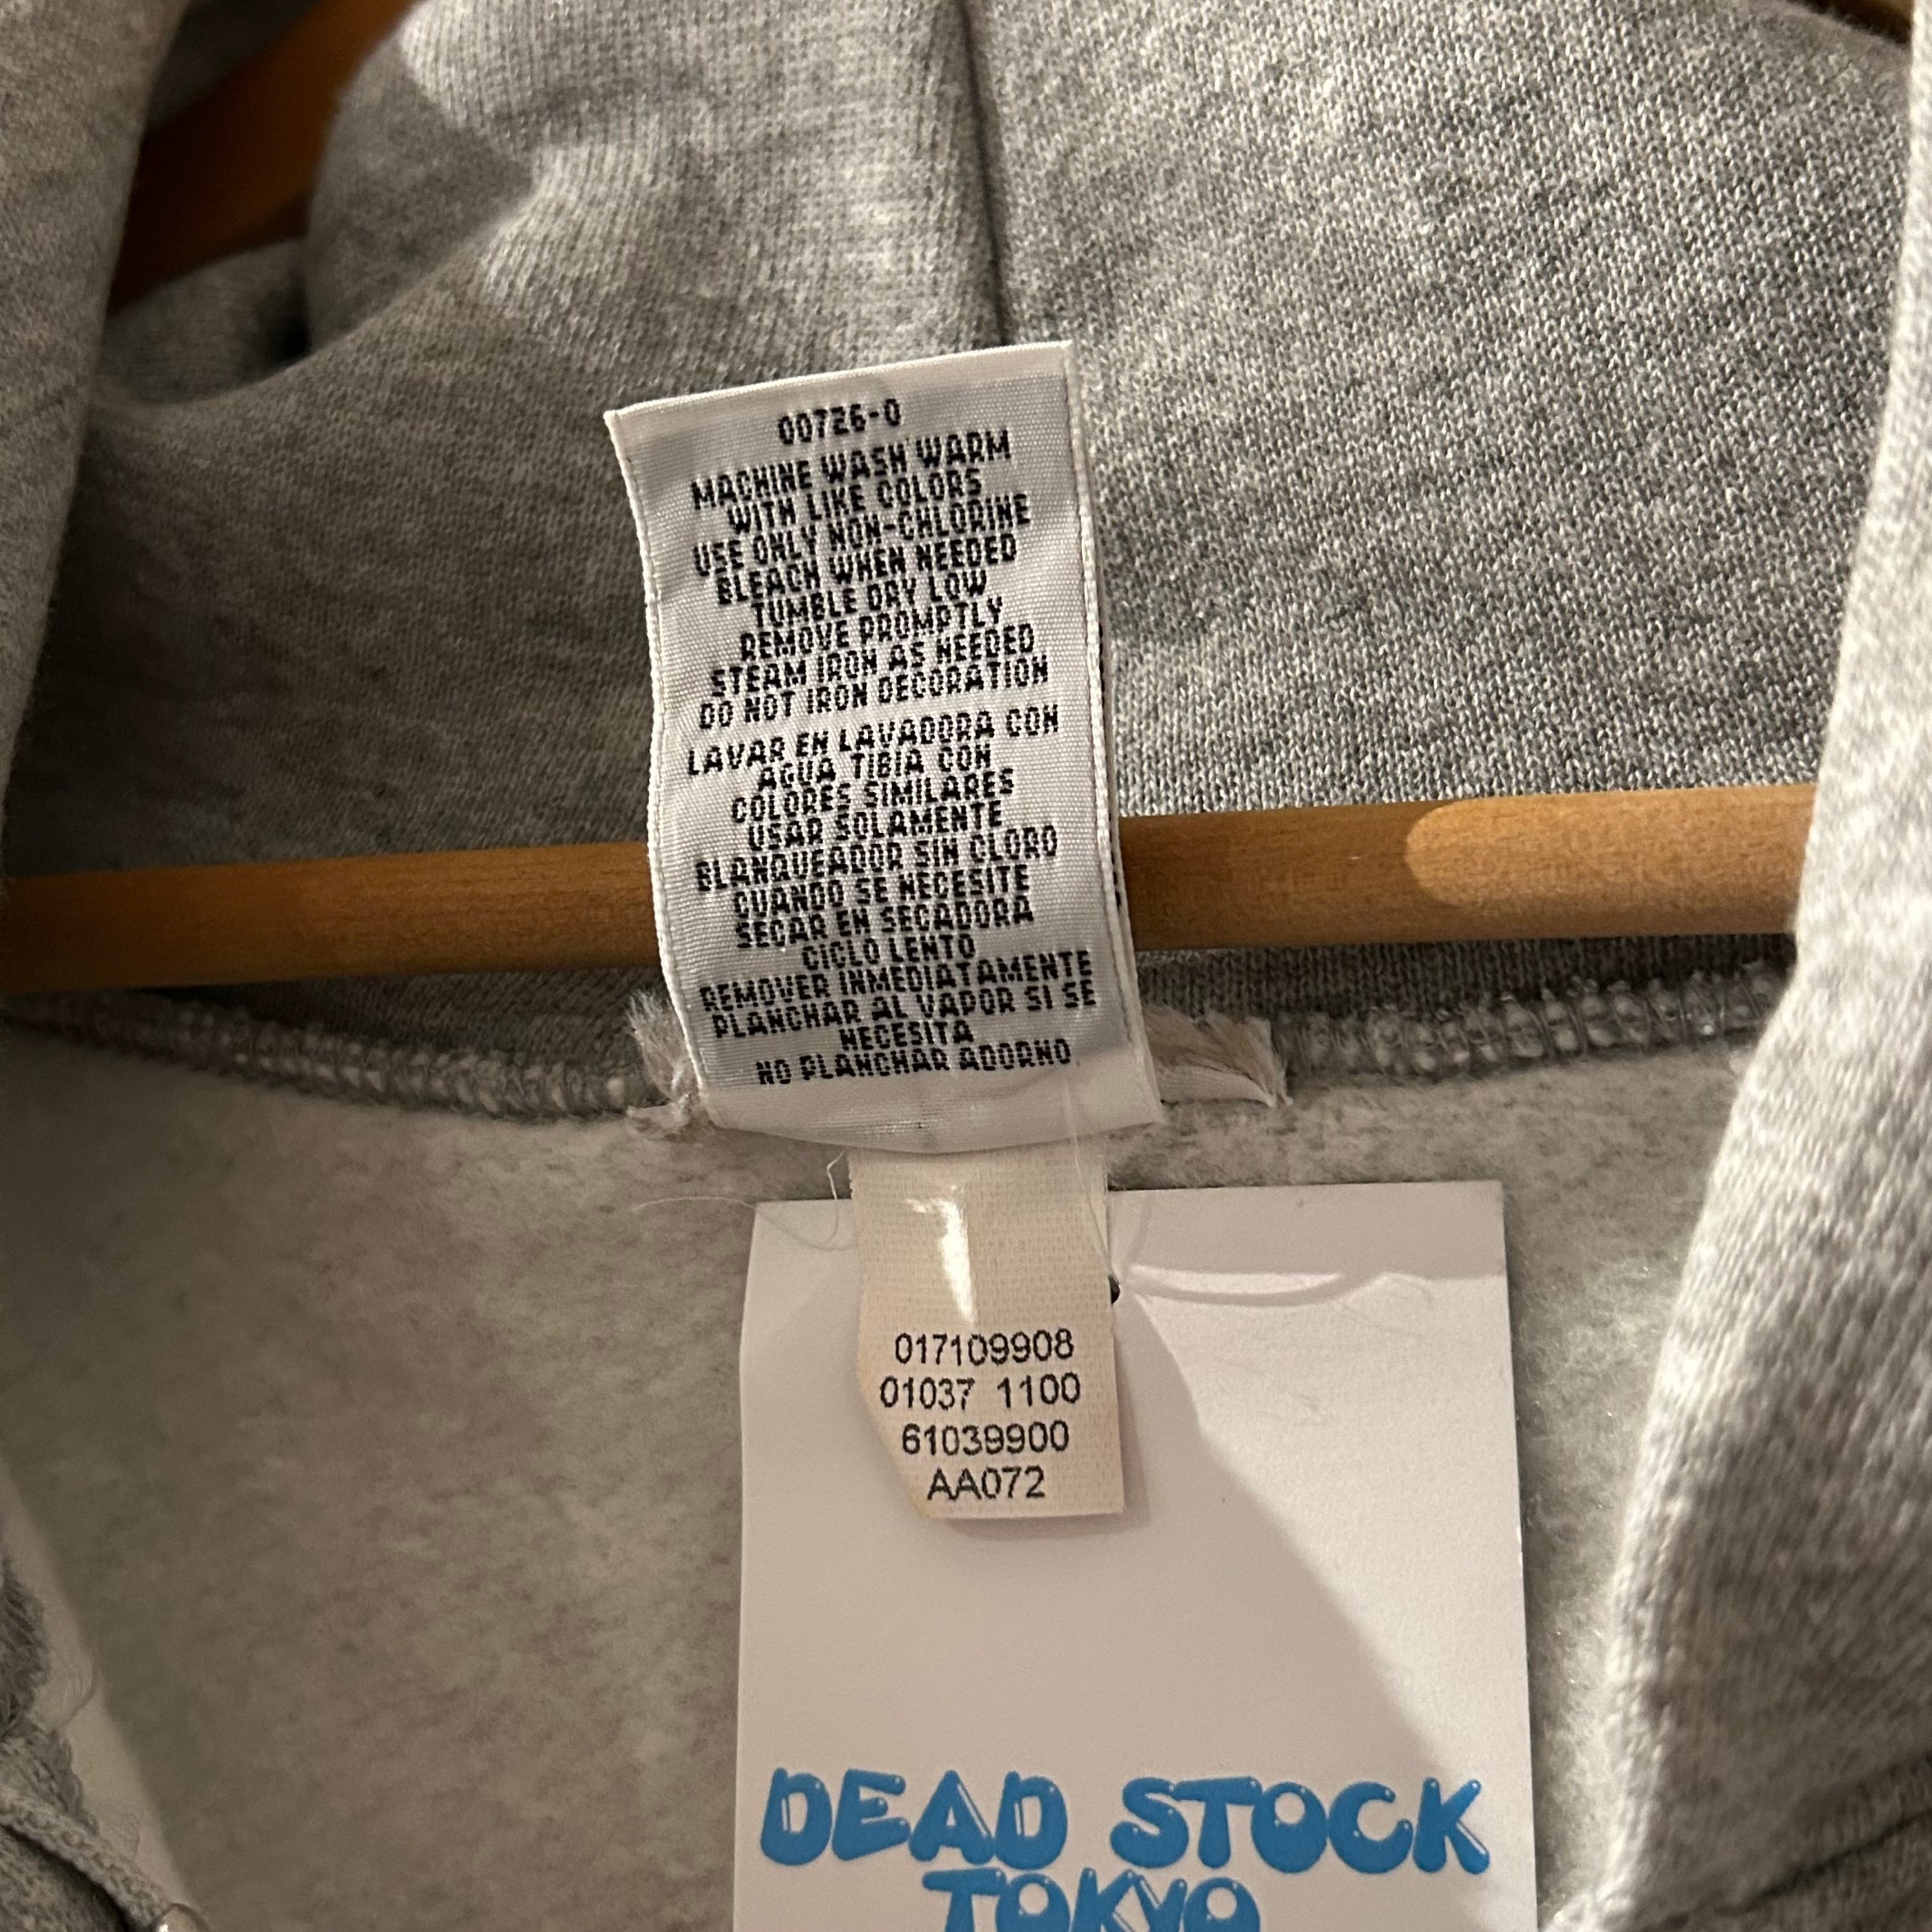 00726-0
MACHINE WASH WARM
WITH LIKE COLORS
USE ONLY NON-CHLORINE
BLEACH WHEN NEEDED
TUMBLE DRY LOW
REMOVE PROMPTLY
STEAM IRON AS NEEDED
DO NOT IRON DECORATION
LAVAR EN LAVADORA CON
AGUA TIBIA CON
COLORES SIMILARES
USAR SOLAMENTE
BLANQUEADOR SIN CLORO
CUANDO SE NECESITE
SECAR EN SECADORA
CICLO LENTO
REMOVER INMEDIATAMENTE
PLANCHAR AL VAPOR SI SE
NECESITA
NO PLANCHAR ADORNO
017109908
01037 1100
61039900
AA072
DEAD STOCK
TOKYO